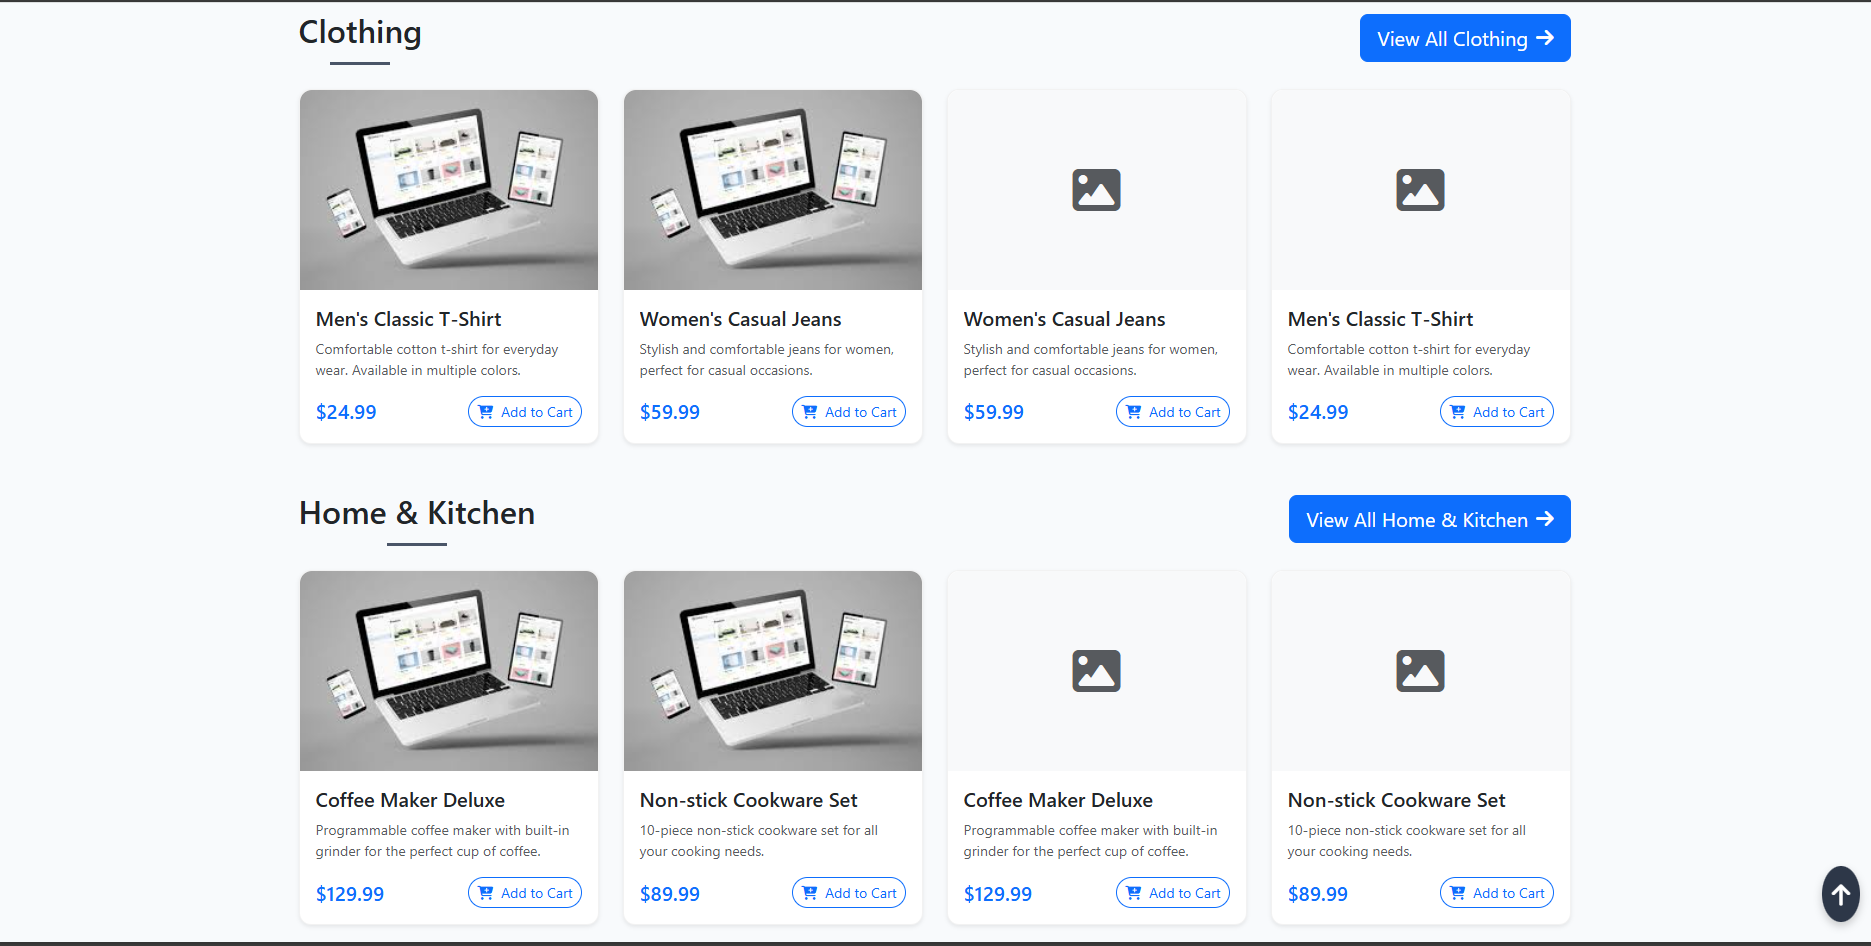 Clothing
View All Clothing
Men's Classic T-Shirt
Comfortable cotton t-shirt for everyday
wear. Available in multiple colors.
$24.99
Add to Cart
Women's Casual Jeans
Stylish and comfortable jeans for women,
perfect for casual occasions.
$59.99
Add to Cart
Women's Casual Jeans
Stylish and comfortable jeans for women,
perfect for casual occasions.
$59.99
Add to Cart
Men's Classic T-Shirt
Comfortable cotton t-shirt for everyday
wear. Available in multiple colors.
$24.99
Add to Cart
Home & Kitchen
View All Home & Kitchen
Coffee Maker Deluxe
Programmable coffee maker with built-in
grinder for the perfect cup of coffee.
$129.99
Add to Cart
Non-stick Cookware Set
10-piece non-stick cookware set for all
your cooking needs.
$89.99
Add to Cart
Coffee Maker Deluxe
Programmable coffee maker with built-in
grinder for the perfect cup of coffee.
$129.99
Add to Cart
Non-stick Cookware Set
10-piece non-stick cookware set for all
your cooking needs.
$89.99
Add to Cart